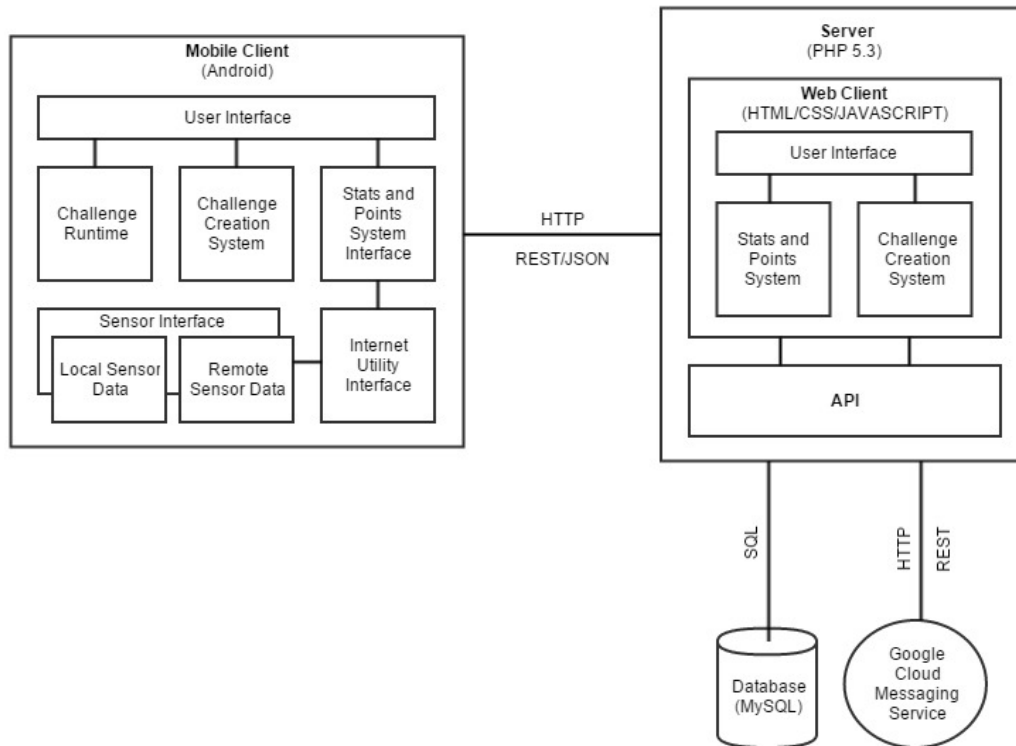 Mobile Client
(Android)
User Interface
Challenge
Runtime
Challenge
Creation
System
Stats and
Points
System
Interface
Sensor Interface
Local Sensor
Data
Remote
Sensor Data
Internet
Utility
Interface
HTTP
REST/JSON
Server
(PHP 5.3)
Web Client
(HTML/CSS/JAVASCRIPT)
User Interface
Stats and
Points
System
Challenge
Creation
System
API
SQL
HTTP
REST
Database
(MySQL)
Google
Cloud
Messaging
Service